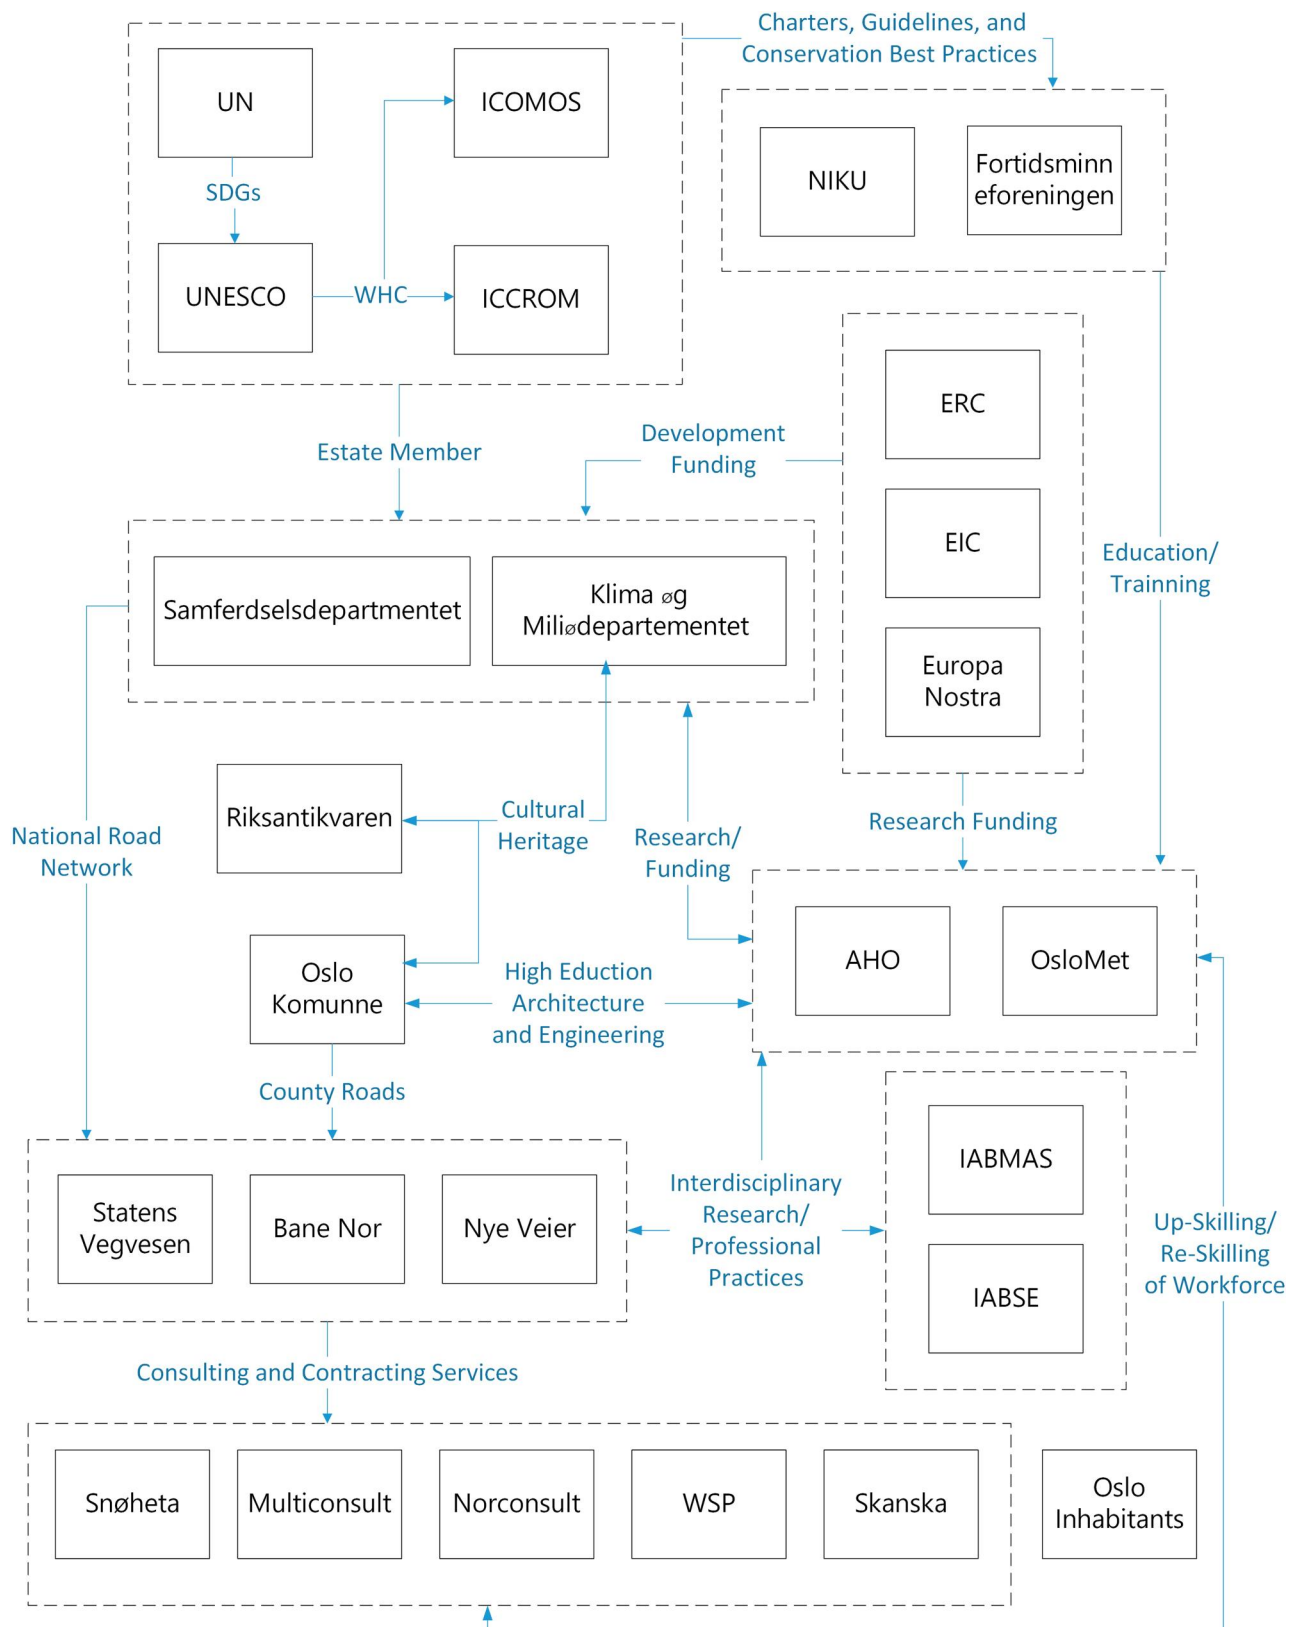 Charters, Guidelines, and
Conservation Best Practices
UN
ICOMOS
SDGs
NIKU
Fortidsminn
eforeningen
UNESCO
WHC
ICCROM
ERC
Development
Funding
Estate Member
EIC
Education/
Trainning
Samferdselsdepartmentet
Klima øg
Miliødepartementet
Europa
Nostra
Riksantikvaren
Cultural
Heritage
National Road
Network
Research/
Funding
Research Funding
AHO
OsloMet
Oslo
Komunne
High Eduction
Architecture
and Engineering
County Roads
IABMAS
Statens
Vegvesen
Bane Nor
Nye Veier
Interdisciplinary
Research/
Professional
Practices
Up-Skilling/
Re-Skilling
of Workforce
IABSE
Consulting and Contracting Services
Snøheta
Multiconsult
Norconsult
WSP
Skanska
Oslo
Inhabitants